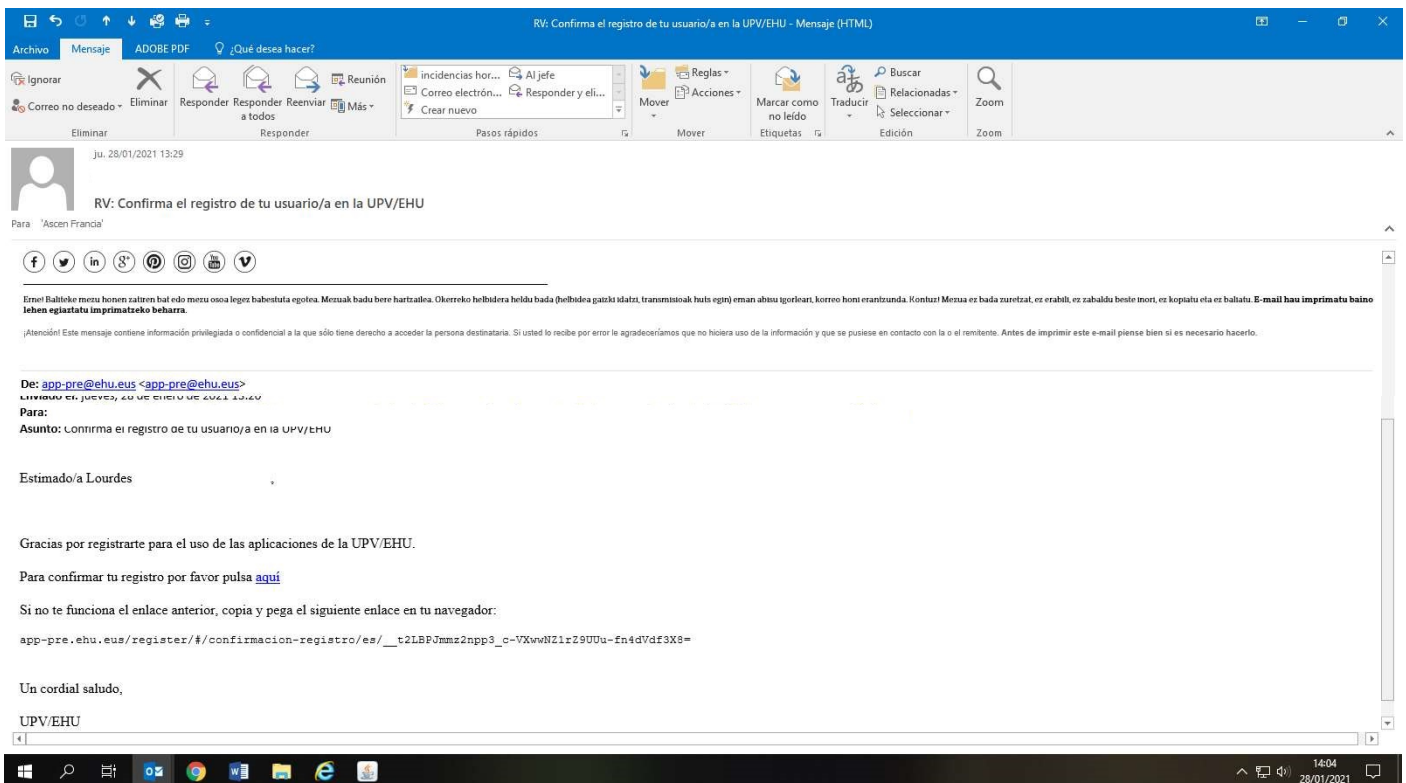 RV: Confirma el registro de tu usuario/a en la UPV/EHU - Mensaje (HTML)
Archivo Mensaje ADOBE PDF ¿Qué desea hacer?
Ignorar
Correo no deseado
Eliminar
Responder
Responder a todos
Reenviar
Reunión
Más
incidencias hor... Al jefe
Correo electrón... Responder y eli...
Crear nuevo
Mover
Reglas
Acciones
Marcar como no leído
Traducir
Buscar
Relacionadas
Seleccionar
Zoom
Eliminar Responder Pasos rápidos Mover Etiquetas Edición Zoom
ju. 28/01/2021 13:29
RV: Confirma el registro de tu usuario/a en la UPV/EHU
Para 'Ascen Francia'
Erne! Baliteke mezu honen zatiren bat edo mezu osoa legez babestuta egotea. Mezuak badu bere hartzailea. Okerreko helbidera heldu bada (helbidea gaizki idatzi, transmisioak huts egin) eman abisu igorleari, korreo honi erantzunda. Kontuz! Mezua ez bada zuretzat, ez erabili, ez zabaldu beste inori, ez kopiatu eta ez baliatu. E-mail hau imprimatu baino
lehen egiaztatu imprimatzeko beharra.
¡Atención! Este mensaje contiene información privilegiada o confidencial a la que sólo tiene derecho a acceder la persona destinataria. Si usted lo recibe por error le agradeceríamos que no hiciera uso de la información y que se pusiese en contacto con la o el remitente. Antes de imprimir este e-mail piense bien si es necesario hacerlo.
De: app-pre@ehu.eus <app-pre@ehu.eus>
Enviado el: jueves, 28 de enero de 2021 13:20
Para:
Asunto: Confirma el registro de tu usuario/a en la UPV/EHU
Estimado/a Lourdes ,
Gracias por registrarte para el uso de las aplicaciones de la UPV/EHU.
Para confirmar tu registro por favor pulsa aquí
Si no te funciona el enlace anterior, copia y pega el siguiente enlace en tu navegador:
app-pre.ehu.eus/register/#/confirmacion-registro/es/__t2LBPJmmz2npp3_c-VXwwNZ1rZ9UUu-fn4dVdf3X8=
Un cordial saludo,
UPV/EHU
14:04
28/01/2021